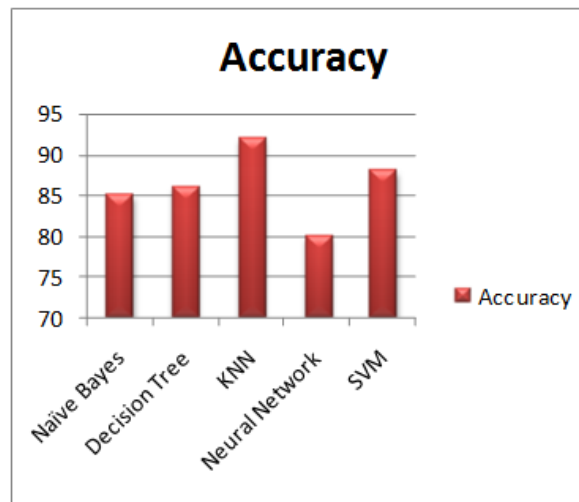 Accuracy
95
90
85
80
75
70
Naïve Bayes
Decision Tree
KNN
Neural Network
SVM
Accuracy